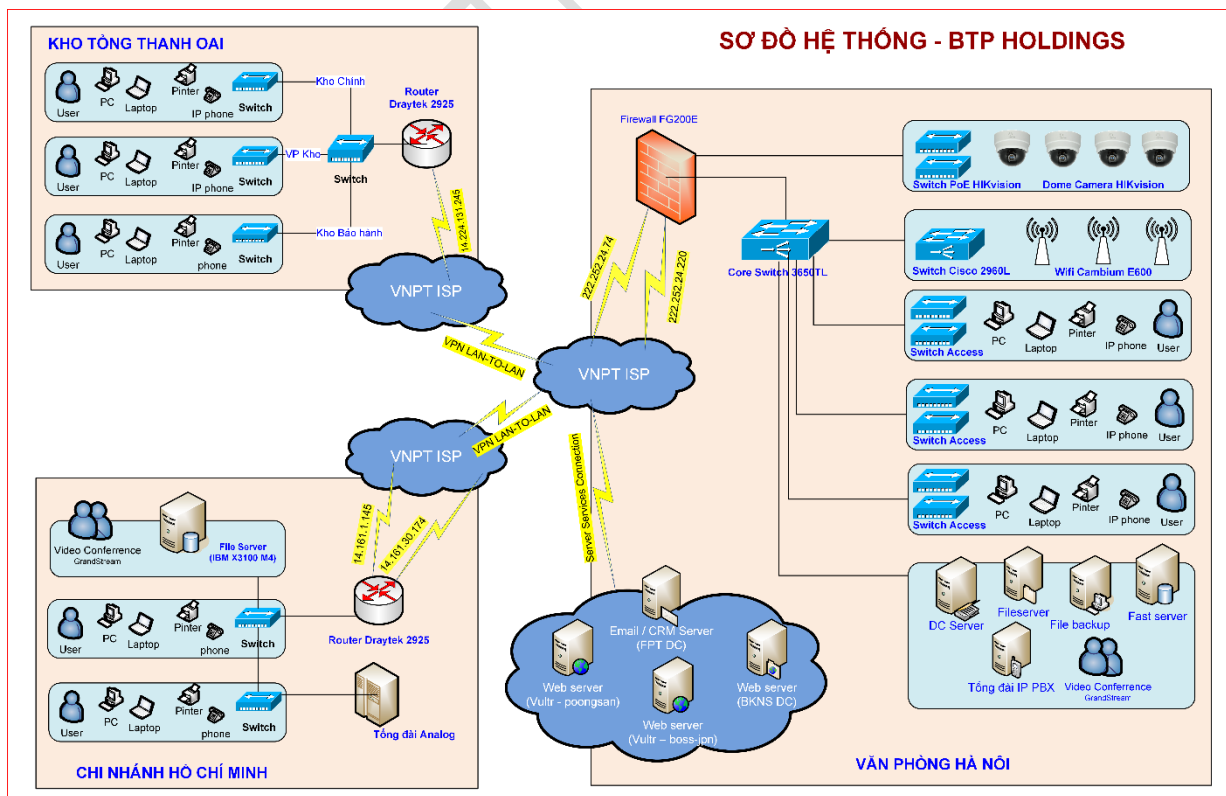 KHO TỔNG THANH OAI
SƠ ĐỒ HỆ THỐNG - BTP HOLDINGS
User
PC
Laptop
Pinter
IP phone
Switch
Kho Chính
User
PC
Laptop
Pinter
IP phone
Switch
VP Kho
User
PC
Laptop
Pinter
phone
Switch
Kho Bảo hành
Switch
Router
Draytek 2925
14.224.131.245
VNPT ISP
VPN LAN-TO-LAN
VNPT ISP
222.252.24.74
222.252.24.220
Firewall FG200E
Core Switch 3650TL
Switch PoE HIKvision
Dome Camera HIKvision
Switch Cisco 2960L
Wifi Cambium E600
Switch Access
PC
Laptop
Pinter
IP phone
User
Switch Access
PC
Laptop
Pinter
IP phone
User
Switch Access
PC
Laptop
Pinter
IP phone
User
DC Server
Fileserver
File backup
Fast server
Tổng đài IP PBX
Video Conferrence
GrandStream
VĂN PHÒNG HÀ NÔI
VNPT ISP
VPN LAN-TO-LAN
Server Services Connection
14.161.1.145
14.161.30.174
Video Conferrence
GrandStream
File Server
(IBM X3100 M4)
User
PC
Laptop
Pinter
phone
Switch
Router Draytek 2925
User
PC
Laptop
Pinter
phone
Switch
Tổng đài Analog
CHI NHÁNH HỒ CHÍ MINH
Email / CRM Server
(FPT DC)
Web server
(Vultr - poongsan)
Web server
(BKNS DC)
Web server
(Vultr – boss-jpn)